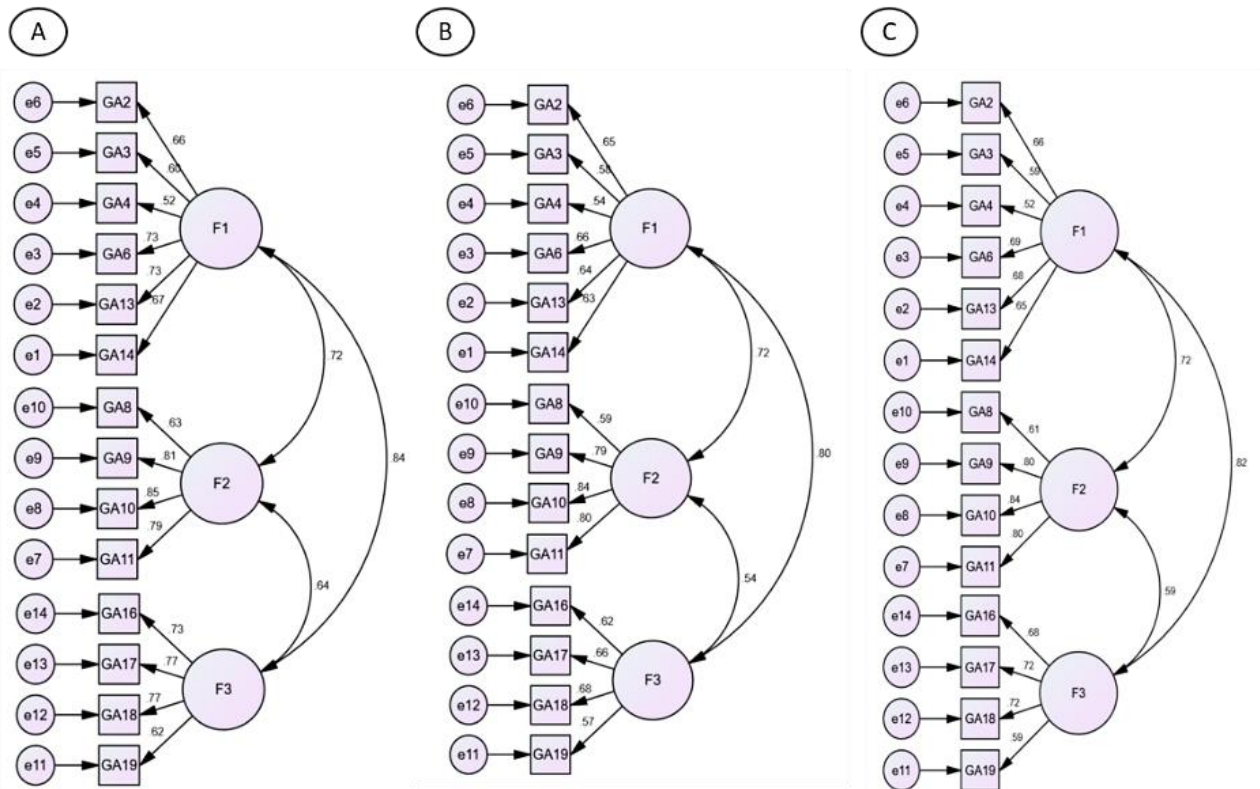 A
e6 GA2
.66
e5 GA3
.60
e4 GA4
.52
F1
.73
e3 GA6
.73
e2 GA13
.67
e1 GA14
.72
e10 GA8
.63
e9 GA9
.81
.84
F2
.85
e8 GA10
.79
e7 GA11
.64
e14 GA16
.73
e13 GA17
.77
F3
.77
e12 GA18
.62
e11 GA19
B
e6 GA2
.65
e5 GA3
.58
e4 GA4
.54
F1
.66
e3 GA6
.64
e2 GA13
.63
e1 GA14
.72
e10 GA8
.59
e9 GA9
.79
.80
F2
.84
e8 GA10
.80
e7 GA11
.54
e14 GA16
.62
e13 GA17
.66
F3
.68
e12 GA18
.57
e11 GA19
C
e6 GA2
.66
e5 GA3
.59
e4 GA4
.52
F1
.69
e3 GA6
.68
e2 GA13
.65
e1 GA14
.72
e10 GA8
.61
e9 GA9
.80
.82
F2
.84
e8 GA10
.80
e7 GA11
.59
e14 GA16
.68
e13 GA17
.72
F3
.72
e12 GA18
.59
e11 GA19